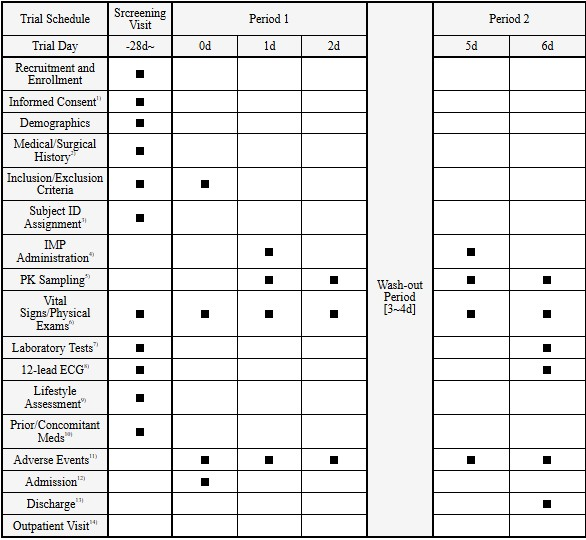 Trial Schedule Srcreening Visit Period 1 Wash-out Period [3~4d] Period 2
Trial Day -28d~ 0d 1d 2d 5d 6d
Recruitment and
Enrollment ■
Informed Consent1) ■
Demographics ■
Medical/Surgical
History2) ■
Inclusion/Exclusion
Criteria ■ ■
Subject ID
Assignment3) ■
IMP
Administration4) ■ ■
PK Sampling5) ■ ■ ■ ■
Vital
Signs/Physical
Exams6) ■ ■ ■ ■ ■ ■
Laboratory Tests7) ■ ■
12-lead ECG8) ■ ■
Lifestyle
Assessment9) ■
Prior/Concomitant
Meds10) ■
Adverse Events11) ■ ■ ■ ■ ■
Admission12) ■
Discharge13) ■
Outpatient Visit14)